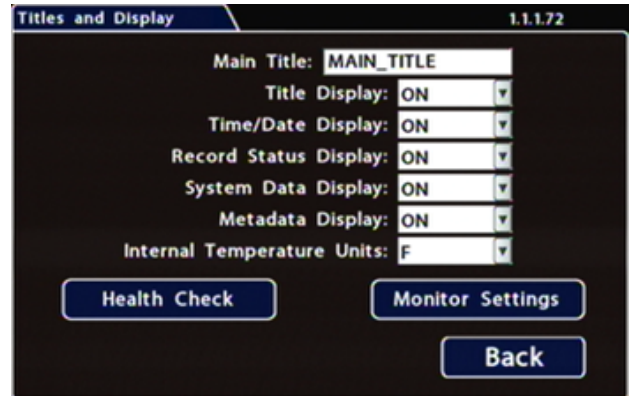 Titles and Display 1.1.1.72
Main Title: MAIN_TITLE
Title Display: ON
Time/Date Display: ON
Record Status Display: ON
System Data Display: ON
Metadata Display: ON
Internal Temperature Units: F
Health Check Monitor Settings
Back